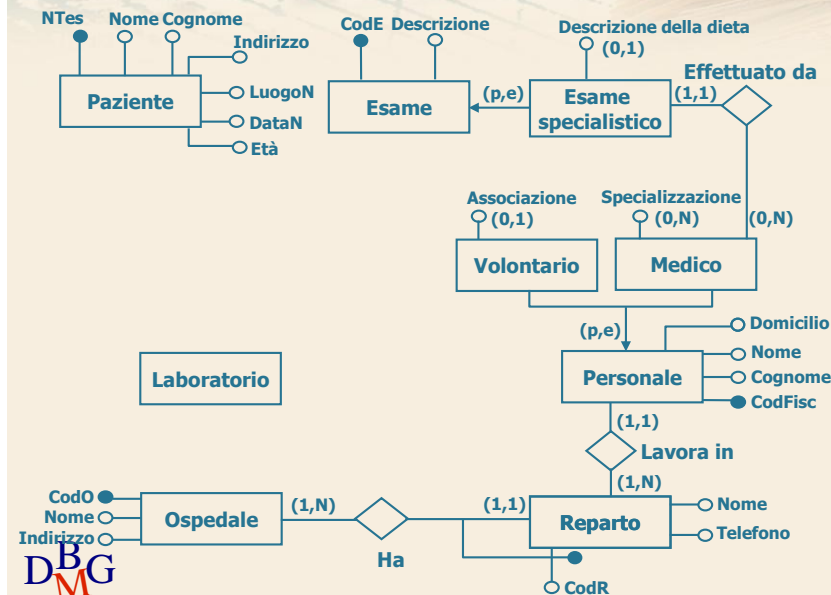 NTes Nome Cognome
Indirizzo
Paziente
LuogoN
DataN
Età
CodE Descrizione
Esame
(p,e)
Descrizione della dieta
(0,1)
Esame
specialistico
(1,1)
Effettuato da
(0,N)
Associazione
(0,1)
Volontario
Specializzazione
(0,N)
Medico
(p,e)
Domicilio
Nome
Cognome
CodFisc
Personale
Laboratorio
(1,1)
Lavora in
(1,N)
CodO
Nome
Indirizzo
Ospedale
(1,N)
Ha
(1,1)
Reparto
Nome
Telefono
CodR
DBMG